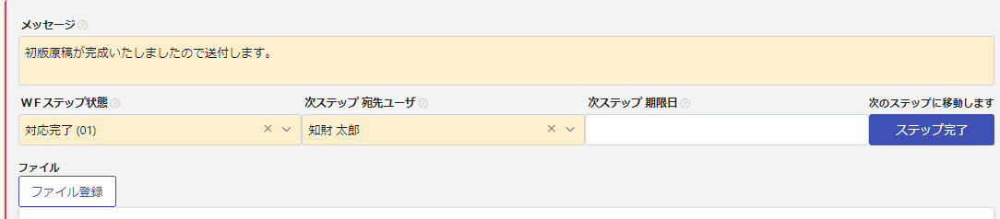 メッセージ
初版原稿が完成いたしましたので送付します。
ＷＦステップ状態 次ステップ 宛先ユーザ 次ステップ 期限日 次のステップに移動します
対応完了 (01) 知財 太郎 ステップ完了
ファイル
ファイル登録